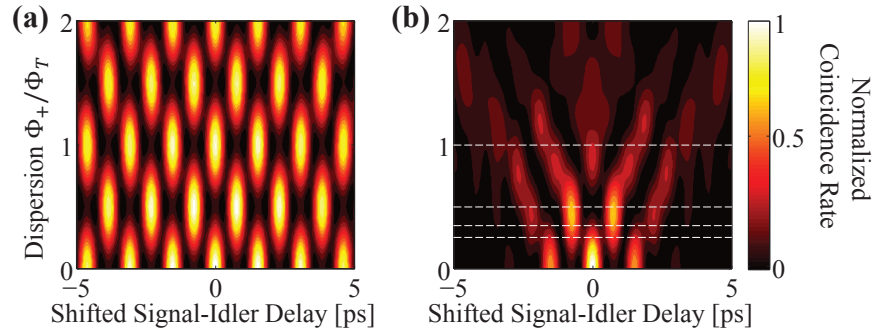 (a)
(b)
Dispersion Φ₊/Φ_T
2
1
0
−5
0
5
Shifted Signal-Idler Delay [ps]
2
1
0
−5
0
5
Shifted Signal-Idler Delay [ps]
1
0.5
0
Normalized
Coincidence Rate